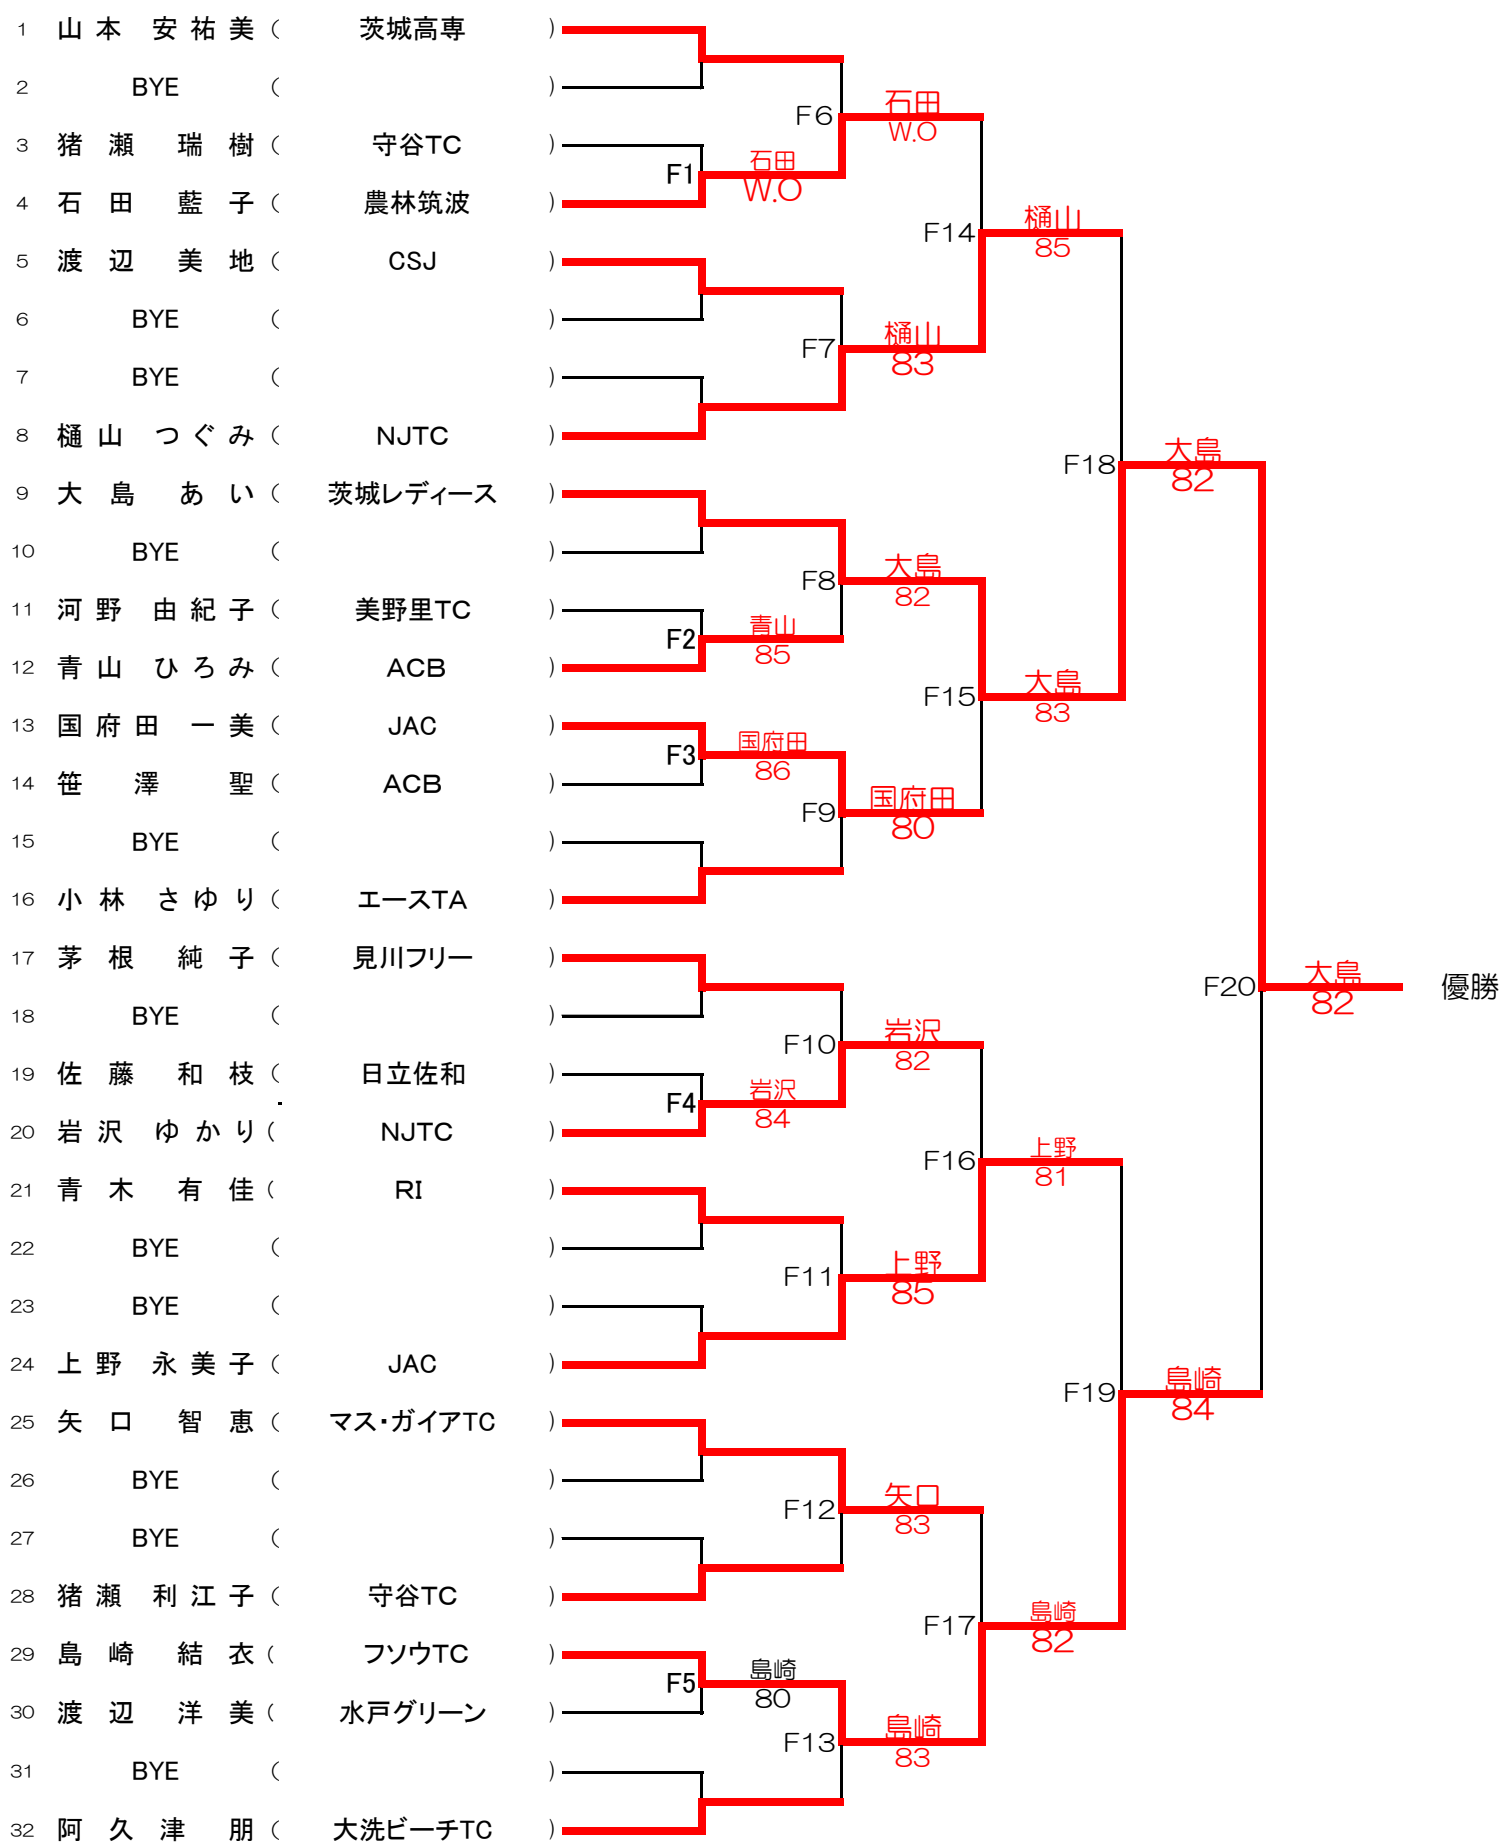 1 山本 安祐美 ( 茨城高専 )
2 BYE ( )
F6 石田
W.O
3 猪瀬 瑞樹 ( 守谷TC )
F1 石田
W.O
4 石田 藍子 ( 農林筑波 )
F14 樋山
85
5 渡辺 美地 ( CSJ )
6 BYE ( )
F7 樋山
83
7 BYE ( )
8 樋山 つぐみ ( NJTC )
F18 大島
82
9 大島 あい ( 茨城レディース )
10 BYE ( )
F8 大島
82
11 河野 由紀子 ( 美野里TC )
F2 青山
85
12 青山 ひろみ ( ACB )
F15 大島
83
13 国府田 一美 ( JAC )
F3 国府田
86
14 笹澤 聖 ( ACB )
F9 国府田
80
15 BYE ( )
16 小林 さゆり ( エースTA )
17 茅根 純子 ( 見川フリー )
F20 大島 優勝
82
18 BYE ( )
F10 岩沢
82
19 佐藤 和枝 ( 日立佐和 )
F4 岩沢
84
20 岩沢 ゆかり ( NJTC )
F16 上野
81
21 青木 有佳 ( RI )
22 BYE ( )
F11 上野
85
23 BYE ( )
24 上野 永美子 ( JAC )
F19 島崎
84
25 矢口 智恵 ( マス・ガイアTC )
26 BYE ( )
F12 矢口
83
27 BYE ( )
28 猪瀬 利江子 ( 守谷TC )
F17 島崎
82
29 島崎 結衣 ( フソウTC )
F5 島崎
80
30 渡辺 洋美 ( 水戸グリーン )
F13 島崎
83
31 BYE ( )
32 阿久津 朋 ( 大洗ビーチTC )